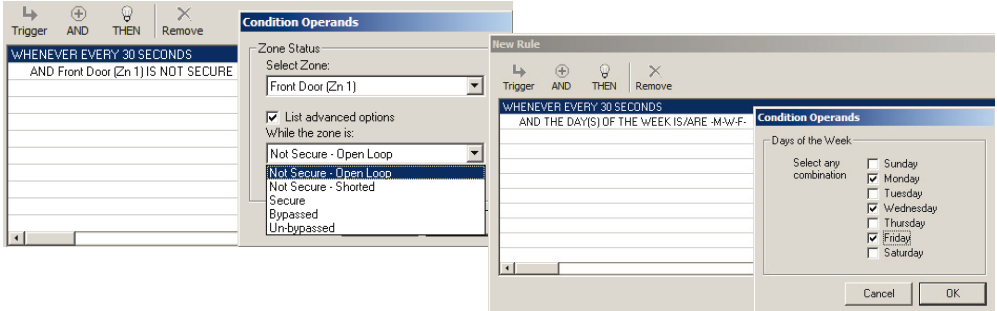 Trigger AND THEN Remove
WHENEVER EVERY 30 SECONDS
AND Front Door (Zn 1) IS NOT SECURE
Condition Operands
Zone Status
Select Zone:
Front Door (Zn 1)
List advanced options
While the zone is:
Not Secure - Open Loop
Not Secure - Open Loop
Not Secure - Shorted
Secure
Bypassed
Un-bypassed
New Rule
Trigger AND THEN Remove
WHENEVER EVERY 30 SECONDS
AND THE DAY(S) OF THE WEEK IS/ARE -M-W-F-
Condition Operands
Days of the Week
Select any
combination
Sunday
Monday
Tuesday
Wednesday
Thursday
Friday
Saturday
Cancel OK